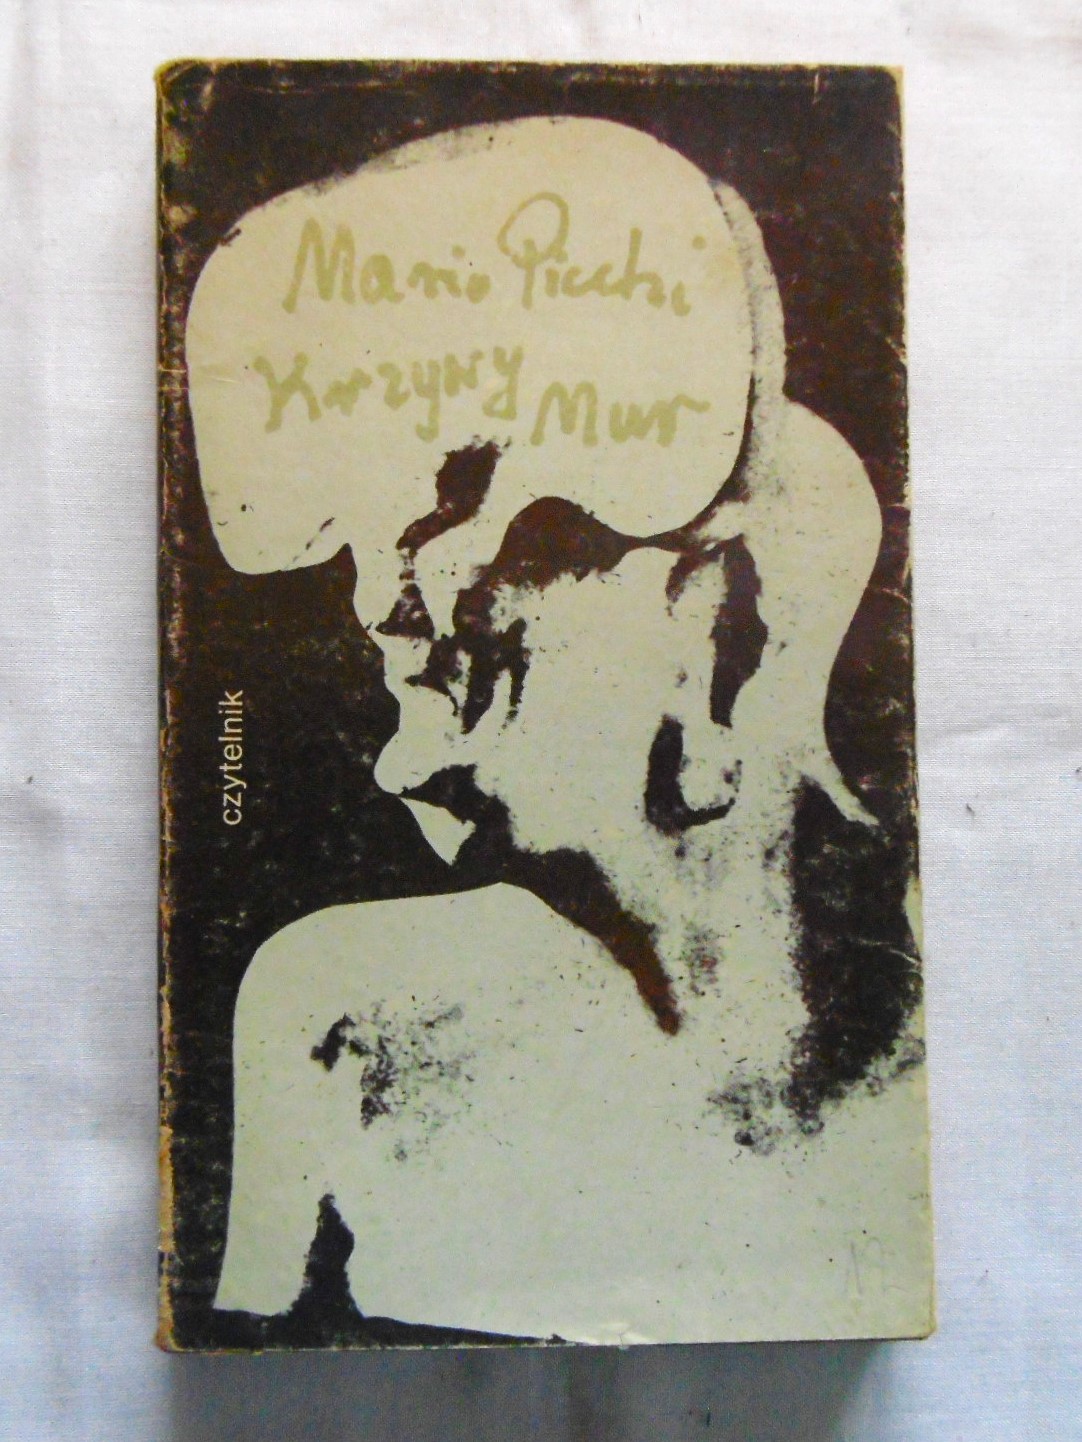 Mario Picchi
Krzywy Mur
czytelnik